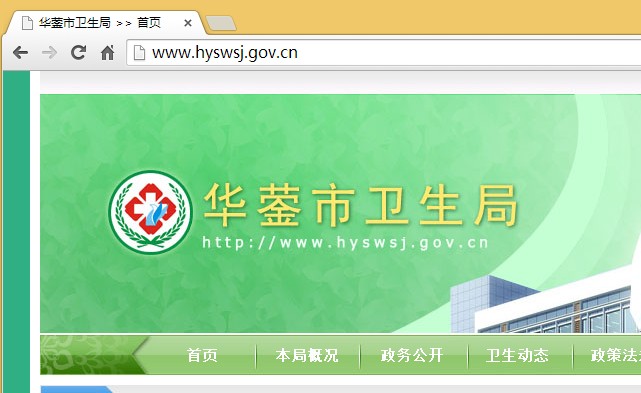 华蓥市卫生局 >> 首页
www.hyswsj.gov.cn
华蓥市卫生局
http://www.hyswsj.gov.cn
首页 本局概况 政务公开 卫生动态 政策法